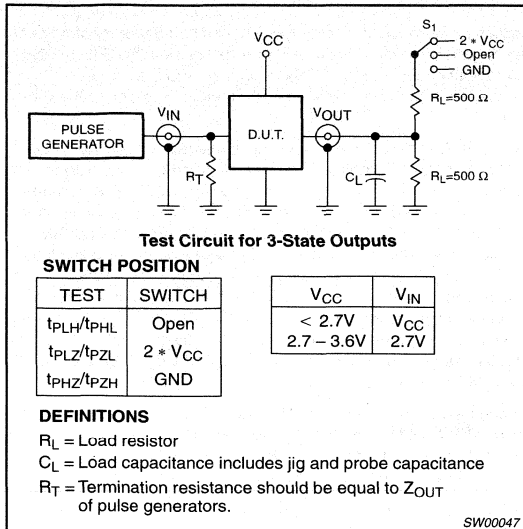 S1
2 * VCC
Open
GND
VCC
RL=500 Ω
VIN
VOUT
PULSE GENERATOR
D.U.T.
RT
CL
RL=500 Ω
Test Circuit for 3-State Outputs
SWITCH POSITION
TEST SWITCH
tPLH/tPHL Open
tPLZ/tPZL 2 * VCC
tPHZ/tPZH GND
VCC VIN
< 2.7V VCC
2.7 – 3.6V 2.7V
DEFINITIONS
RL = Load resistor
CL = Load capacitance includes jig and probe capacitance
RT = Termination resistance should be equal to ZOUT
of pulse generators.
SW00047